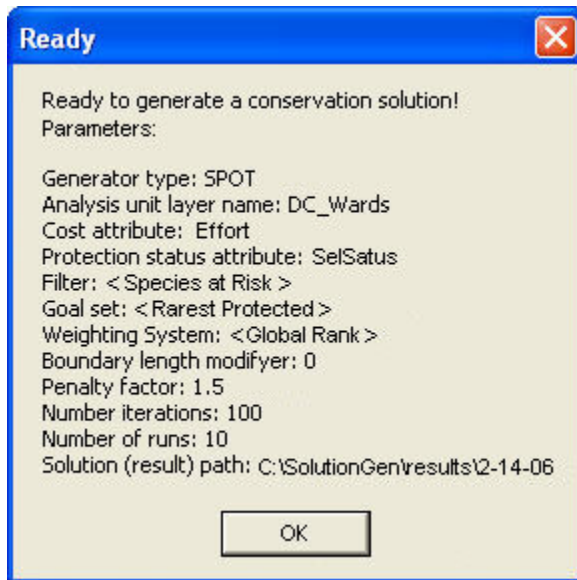 Ready
Ready to generate a conservation solution!
Parameters:
Generator type: SPOT
Analysis unit layer name: DC_Wards
Cost attribute: Effort
Protection status attribute: SelSatus
Filter: <Species at Risk>
Goal set: <Rarest Protected>
Weighting System: <Global Rank>
Boundary length modifyer: 0
Penalty factor: 1.5
Number iterations: 100
Number of runs: 10
Solution (result) path: C:\SolutionGen\results\2-14-06
OK